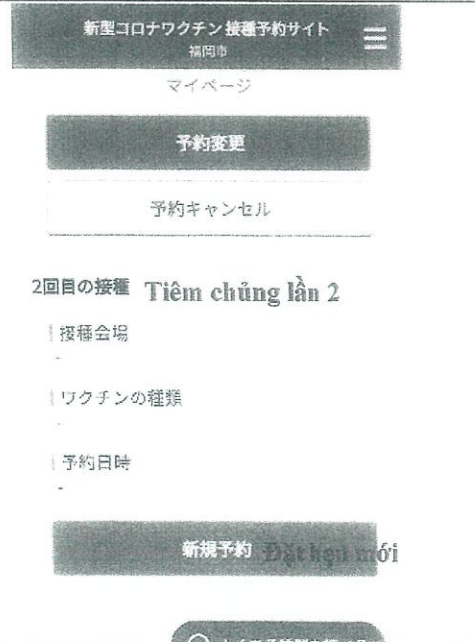 新型コロナワクチン 接種予約サイト
福岡市
マイページ
予約変更
予約キャンセル
2回目の接種 Tiêm chủng lần 2
接種会場
-
ワクチンの種類
-
予約日時
-
新規予約 Đặt hẹn mới